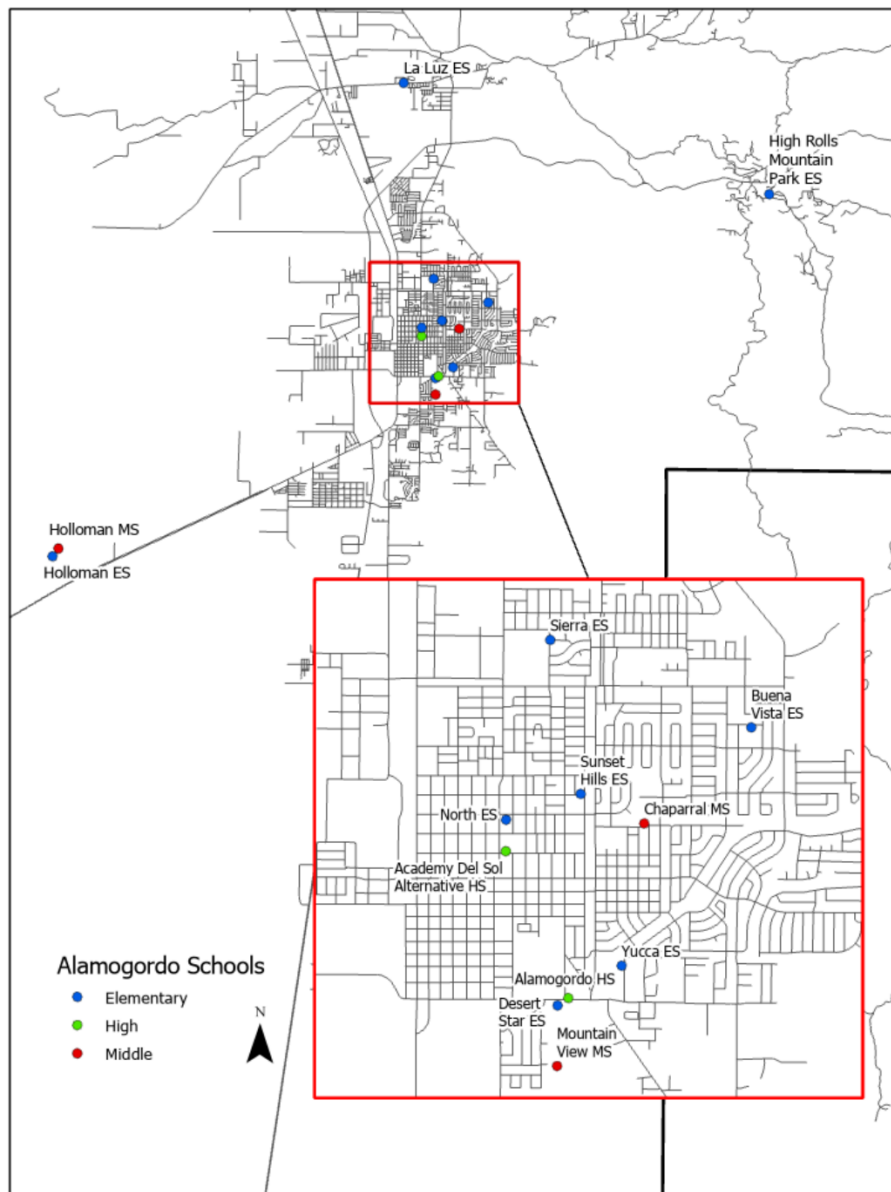 La Luz ES
High Rolls
Mountain
Park ES
Holloman MS
Holloman ES
Sierra ES
Buena
Vista ES
Sunset
Hills ES
North ES
Chaparral MS
Academy Del Sol
Alternative HS
Yucca ES
Alamogordo HS
Desert
Star ES
Mountain
View MS
Alamogordo Schools
Elementary
High
Middle
N